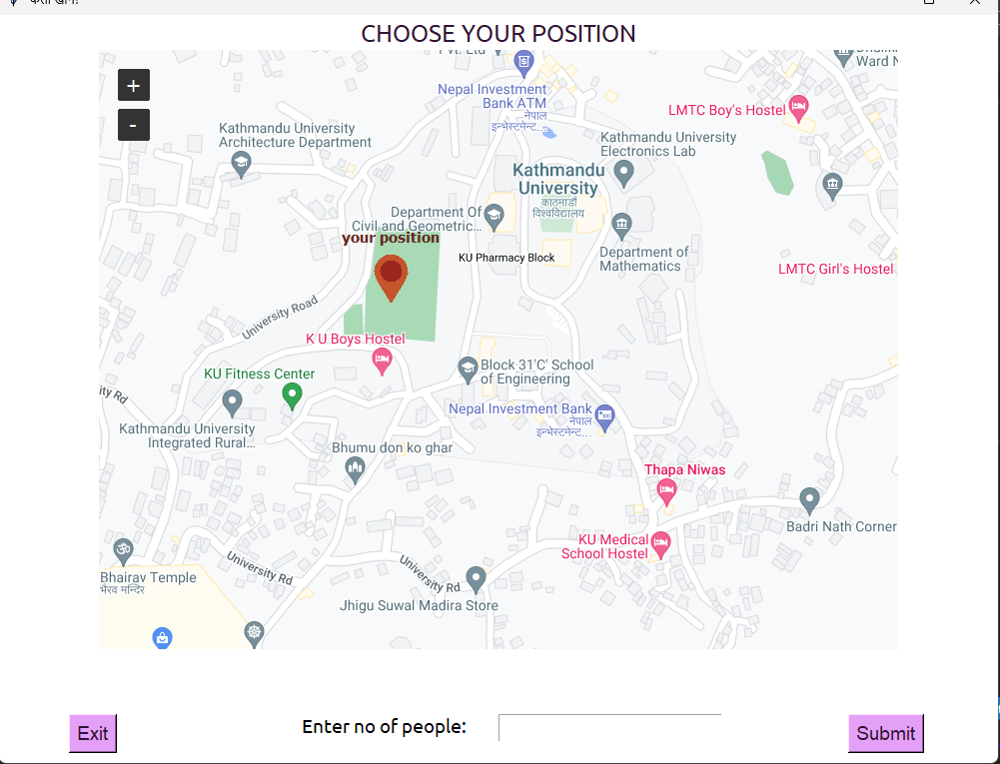 CHOOSE YOUR POSITION
+
-
Nepal Investment
Bank ATM
नेपाल
इन्भेस्टमेन्ट...
LMTC Boy's Hostel
Kathmandu University
Architecture Department
Kathmandu University
Electronics Lab
Kathmandu
University
काठमाडौं
विश्वविद्यालय
Department Of
Civil and Geometric...
your position
KU Pharmacy Block
Department of
Mathematics
LMTC Girl's Hostel
University Road
K U Boys Hostel
KU Fitness Center
Block 31'C' School
of Engineering
ity Rd
Kathmandu University
Integrated Rural...
Nepal Investment Bank
नेपाल
इन्भेस्टमेन्ट...
Bhumu don ko ghar
Thapa Niwas
Badri Nath Corner
KU Medical
School Hostel
Bhairav Temple
भैरव मन्दिर
University Rd
University Rd
Jhigu Suwal Madira Store
Exit
Enter no of people:
Submit